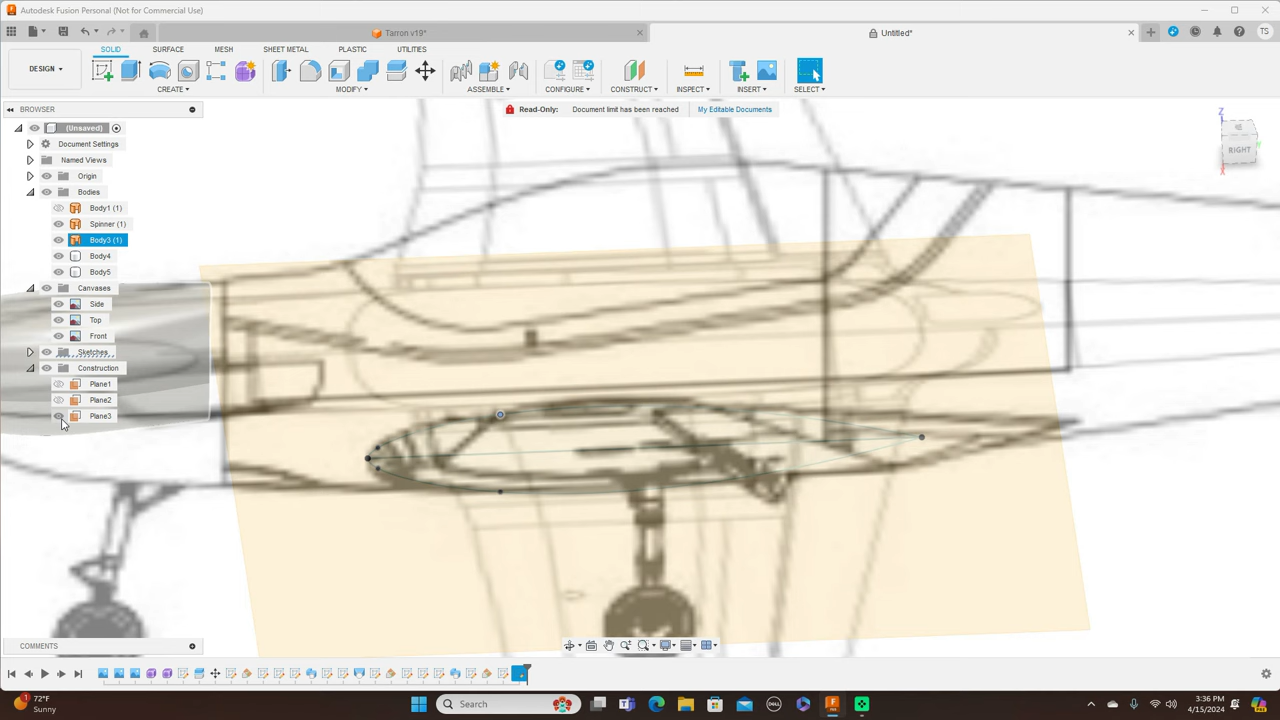 Autodesk Fusion Personal (Not for Commercial Use)
Tarron v19*
Untitled*
TS
DESIGN
SOLID SURFACE MESH SHEET METAL PLASTIC UTILITIES
CREATE MODIFY ASSEMBLE CONFIGURE CONSTRUCT INSPECT INSERT SELECT
BROWSER
Read-Only: Document limit has been reached My Editable Documents
(Unsaved)
Document Settings
Named Views
Origin
Bodies
Body1 (1)
Spinner (1)
Body3 (1)
Body4
Body5
Canvases
Side
Top
Front
Sketches
Construction
Plane1
Plane2
Plane3
Z
RIGHT
X
COMMENTS
72°F
Sunny
Search
3:36 PM
4/15/2024